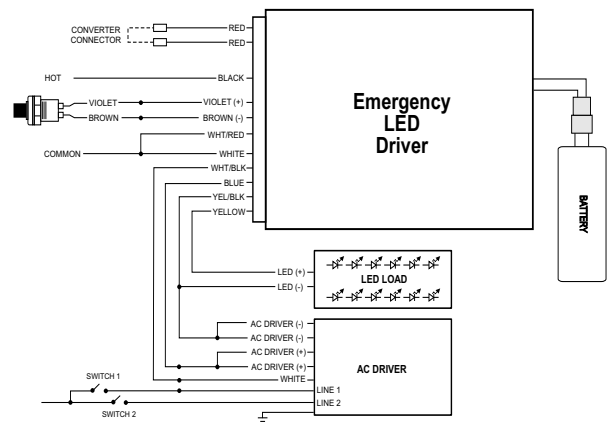 CONVERTER
CONNECTOR
RED
RED
HOT
BLACK
VIOLET
VIOLET (+)
BROWN
BROWN (-)
WHT/RED
COMMON
WHITE
WHT/BLK
BLUE
YEL/BLK
YELLOW
Emergency
LED
Driver
BATTERY
LED (+)
LED (-)
LED LOAD
AC DRIVER (-)
AC DRIVER (-)
AC DRIVER (+)
AC DRIVER (+)
WHITE
AC DRIVER
SWITCH 1
LINE 1
LINE 2
SWITCH 2